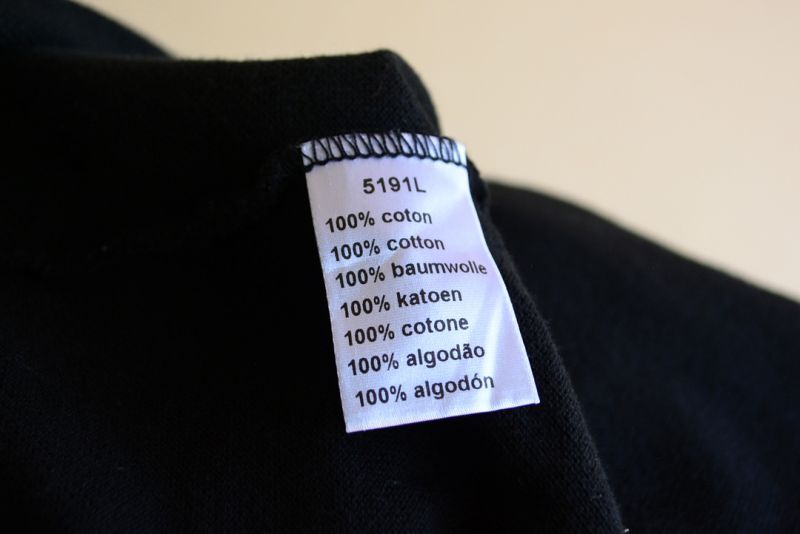 5191L
100% coton
100% cotton
100% baumwolle
100% katoen
100% cotone
100% algodão
100% algodón